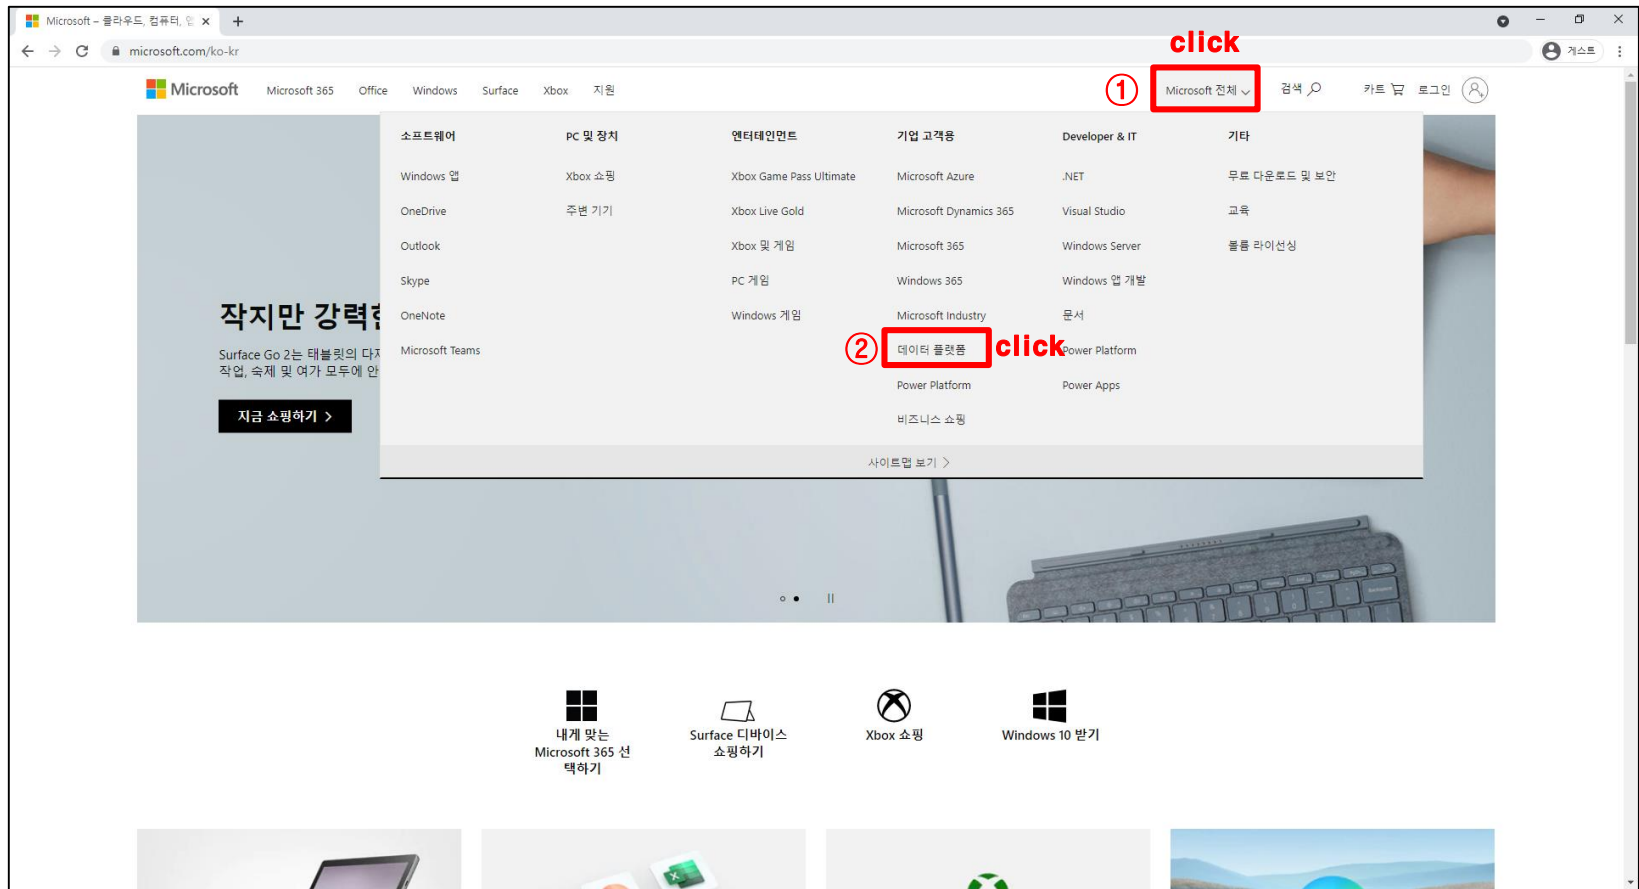 Microsoft – 클라우드, 컴퓨터, 앱
microsoft.com/ko-kr
게스트
click
①
Microsoft
Microsoft 365
Office
Windows
Surface
Xbox
지원
Microsoft 전체
검색
카트
로그인
소프트웨어
Windows 앱
OneDrive
Outlook
Skype
OneNote
Microsoft Teams
PC 및 장치
Xbox 쇼핑
주변 기기
엔터테인먼트
Xbox Game Pass Ultimate
Xbox Live Gold
Xbox 및 게임
PC 게임
Windows 게임
기업 고객용
Microsoft Azure
Microsoft Dynamics 365
Microsoft 365
Windows 365
Microsoft Industry
②
데이터 플랫폼
click
Power Platform
비즈니스 쇼핑
Developer & IT
.NET
Visual Studio
Windows Server
Windows 앱 개발
문서
Power Platform
Power Apps
기타
무료 다운로드 및 보안
교육
볼륨 라이선싱
사이트맵 보기
작지만 강력한
Surface Go 2는 태블릿의 다
작업, 숙제 및 여가 모두에 안
지금 쇼핑하기
내게 맞는
Microsoft 365 선
택하기
Surface 디바이스
쇼핑하기
Xbox 쇼핑
Windows 10 받기